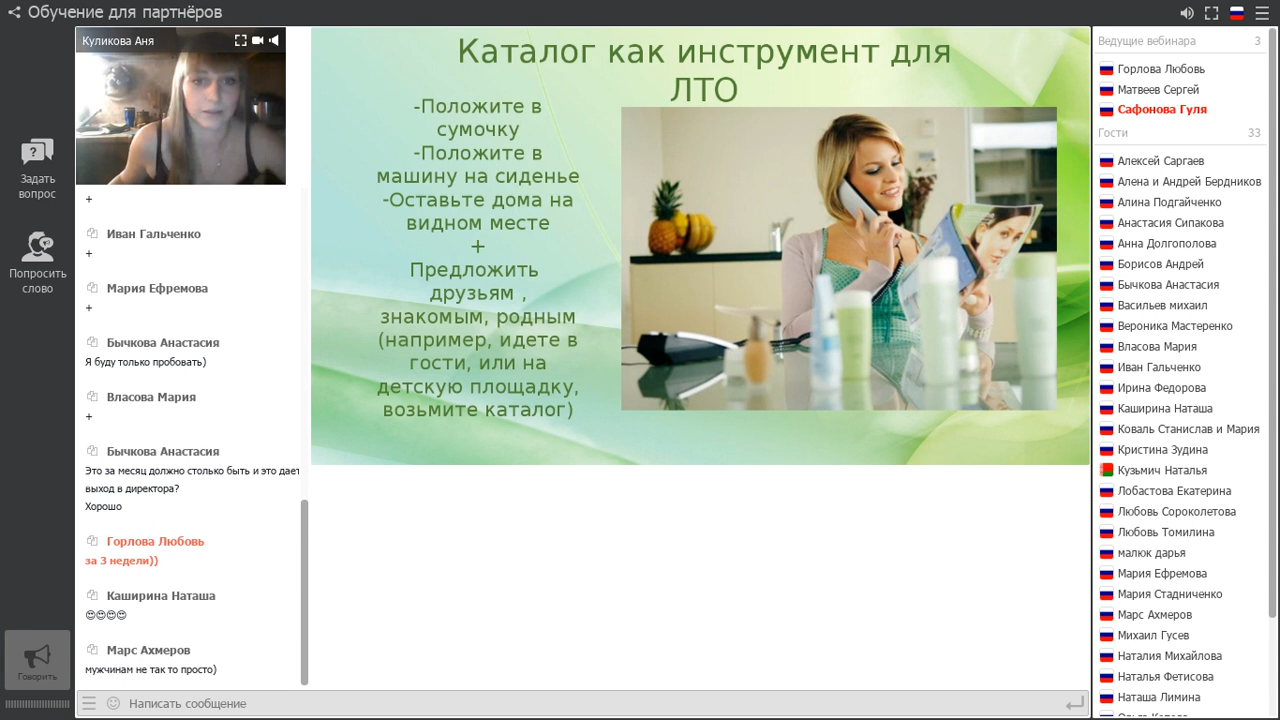 Обучение для партнёров
Задать
вопрос
Попросить
слово
Говорить
Куликова Аня
+
Иван Гальченко
+
Мария Ефремова
+
Бычкова Анастасия
Я буду только пробовать)
Власова Мария
+
Бычкова Анастасия
Это за месяц должно столько быть и это дает
выход в директора?
Хорошо
Горлова Любовь
за 3 недели))
Каширина Наташа
😍😍😍😍
Марс Ахмеров
мужчинам не так то просто)
Написать сообщение
Каталог как инструмент для
ЛТО
-Положите в
сумочку
-Положите в
машину на сиденье
-Оставьте дома на
видном месте
+
Предложить
друзьям ,
знакомым, родным
(например, идете в
гости, или на
детскую площадку,
возьмите каталог)
Ведущие вебинара 3
Горлова Любовь
Матвеев Сергей
Сафонова Гуля
Гости 33
Алексей Саргаев
Алена и Андрей Бердников
Алина Подгайченко
Анастасия Сипакова
Анна Долгополова
Борисов Андрей
Бычкова Анастасия
Васильев михаил
Вероника Мастеренко
Власова Мария
Иван Гальченко
Ирина Федорова
Каширина Наташа
Коваль Станислав и Мария
Кристина Зудина
Кузьмич Наталья
Лобастова Екатерина
Любовь Сороколетова
Любовь Томилина
малюк дарья
Мария Ефремова
Мария Стадниченко
Марс Ахмеров
Михаил Гусев
Наталия Михайлова
Наталья Фетисова
Наташа Лимина